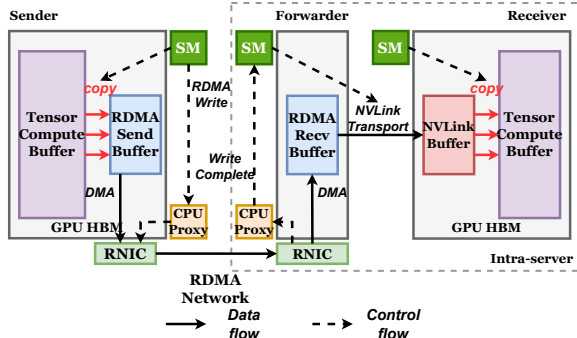 Sender
Forwarder
Receiver
SM
SM
SM
copy
RDMA
Write
copy
Tensor
Compute
Buffer
RDMA
Send
Buffer
RDMA
Recv
Buffer
NVLink
Transport
NVLink
Buffer
Tensor
Compute
Buffer
Write
Complete
DMA
DMA
CPU
Proxy
CPU
Proxy
GPU HBM
GPU HBM
RNIC
RNIC
Intra-server
RDMA
Network
Data
flow
Control
flow